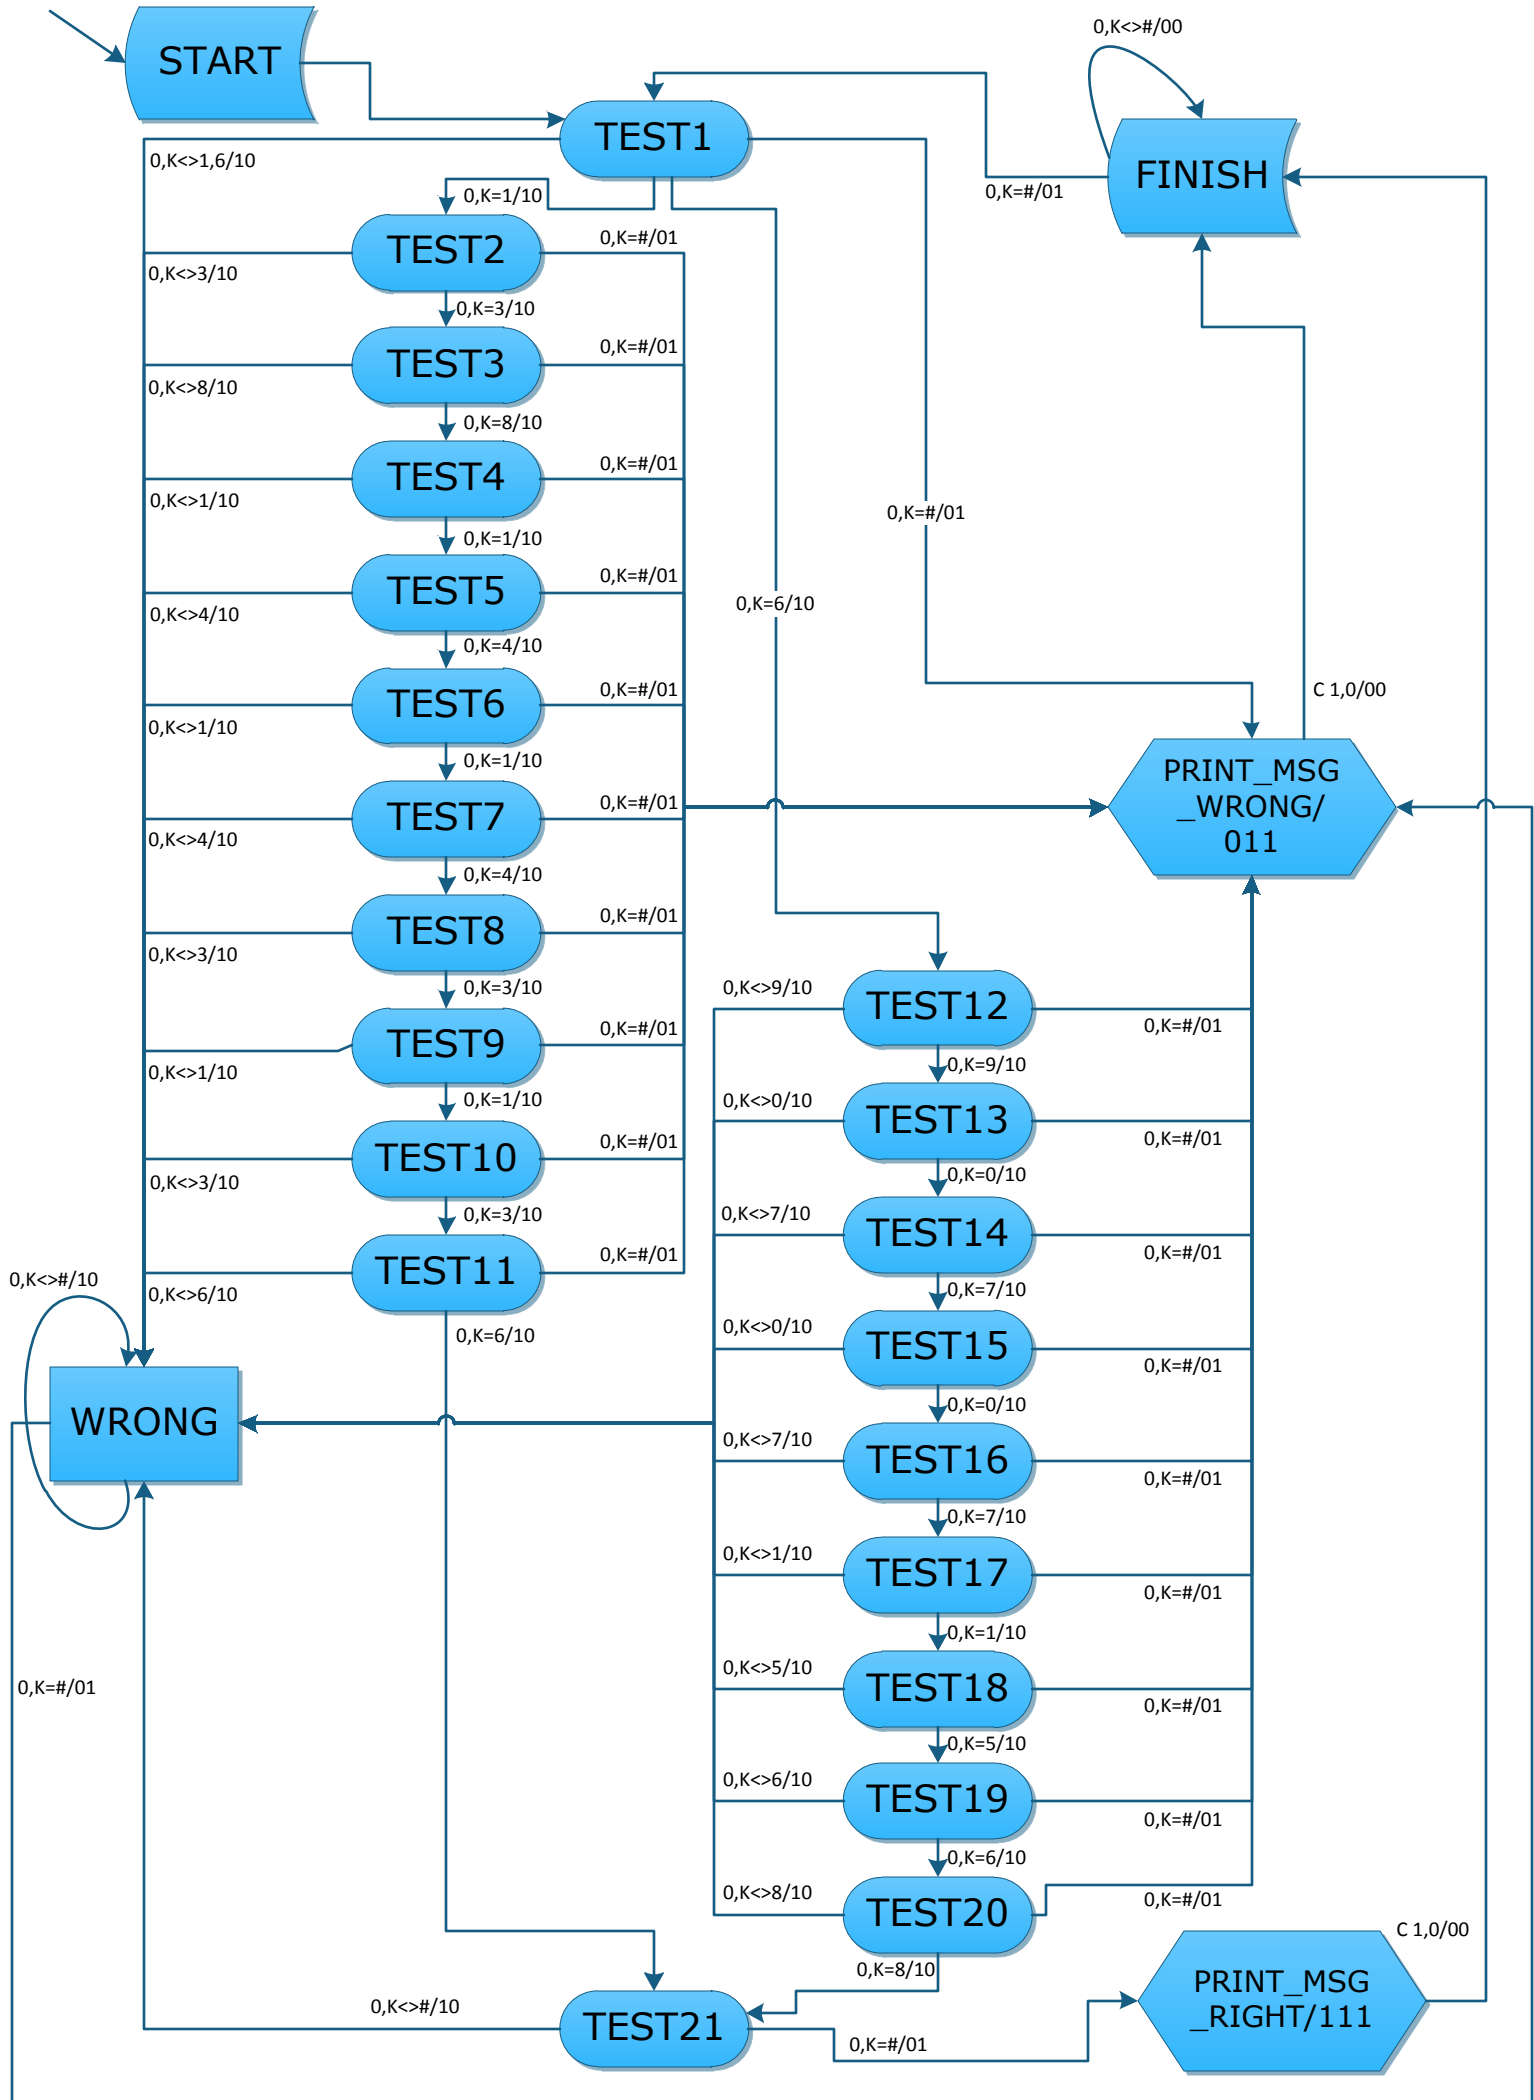 0,K<>#/00
START
TEST1
FINISH
0,K<>1,6/10
0,K=1/10
0,K=#/01
TEST2
0,K=#/01
0,K<>3/10
0,K=3/10
TEST3
0,K=#/01
0,K<>8/10
0,K=8/10
TEST4
0,K=#/01
0,K<>1/10
0,K=#/01
0,K=1/10
TEST5
0,K=#/01
0,K<>4/10
0,K=6/10
0,K=4/10
TEST6
0,K=#/01
C 1,0/00
0,K<>1/10
0,K=1/10
PRINT_MSG
_WRONG/
011
TEST7
0,K=#/01
0,K<>4/10
0,K=4/10
TEST8
0,K=#/01
0,K<>3/10
0,K=3/10
0,K<>9/10
TEST12
0,K=#/01
TEST9
0,K=#/01
0,K<>1/10
0,K=9/10
0,K=1/10
0,K<>0/10
TEST13
0,K=#/01
TEST10
0,K=#/01
0,K<>3/10
0,K=0/10
0,K=3/10
0,K<>7/10
TEST14
0,K=#/01
TEST11
0,K=#/01
0,K<>#/10
0,K<>6/10
0,K=7/10
0,K=6/10
0,K<>0/10
TEST15
0,K=#/01
WRONG
0,K=0/10
0,K<>7/10
TEST16
0,K=#/01
0,K=7/10
0,K<>1/10
TEST17
0,K=#/01
0,K=1/10
0,K=#/01
0,K<>5/10
TEST18
0,K=#/01
0,K=5/10
0,K<>6/10
TEST19
0,K=#/01
0,K=6/10
0,K<>8/10
TEST20
0,K=#/01
C 1,0/00
0,K=8/10
0,K<>#/10
TEST21
0,K=#/01
PRINT_MSG
_RIGHT/111